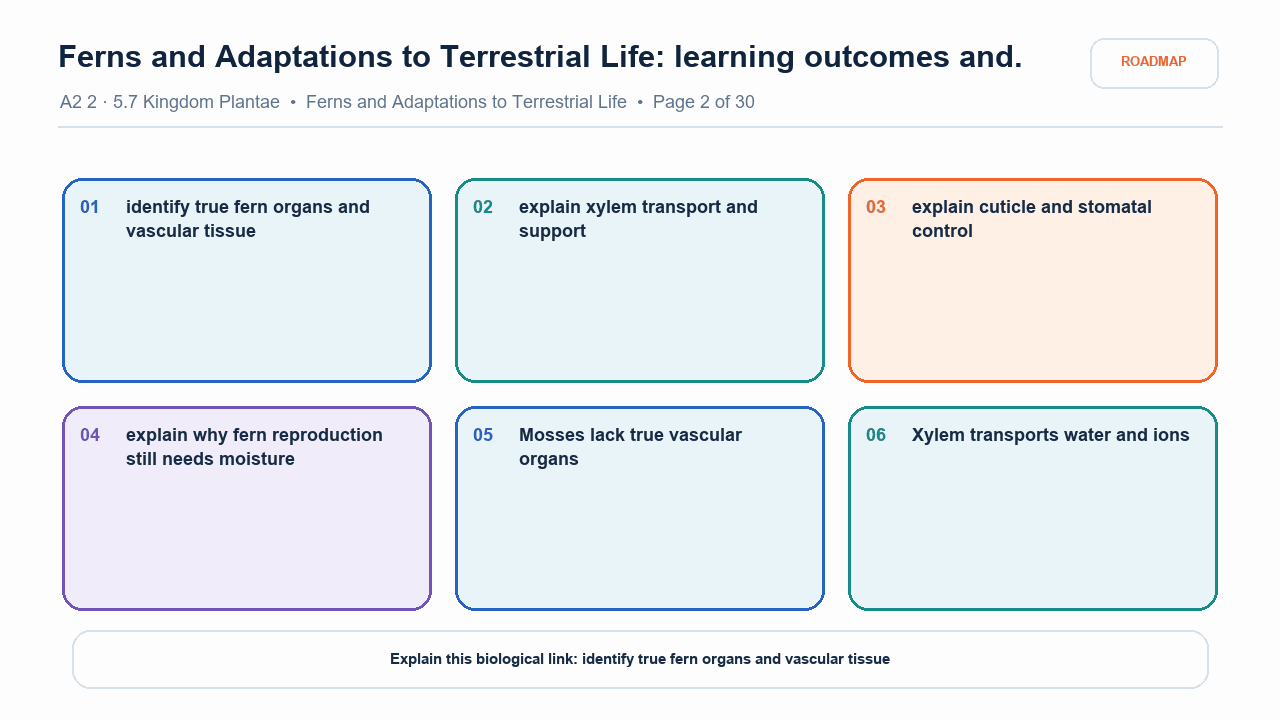 Ferns and Adaptations to Terrestrial Life: learning outcomes and.
ROADMAP
A2 2 · 5.7 Kingdom Plantae • Ferns and Adaptations to Terrestrial Life • Page 2 of 30
01 identify true fern organs and
vascular tissue
02 explain xylem transport and
support
03 explain cuticle and stomatal
control
04 explain why fern reproduction
still needs moisture
05 Mosses lack true vascular
organs
06 Xylem transports water and ions
Explain this biological link: identify true fern organs and vascular tissue